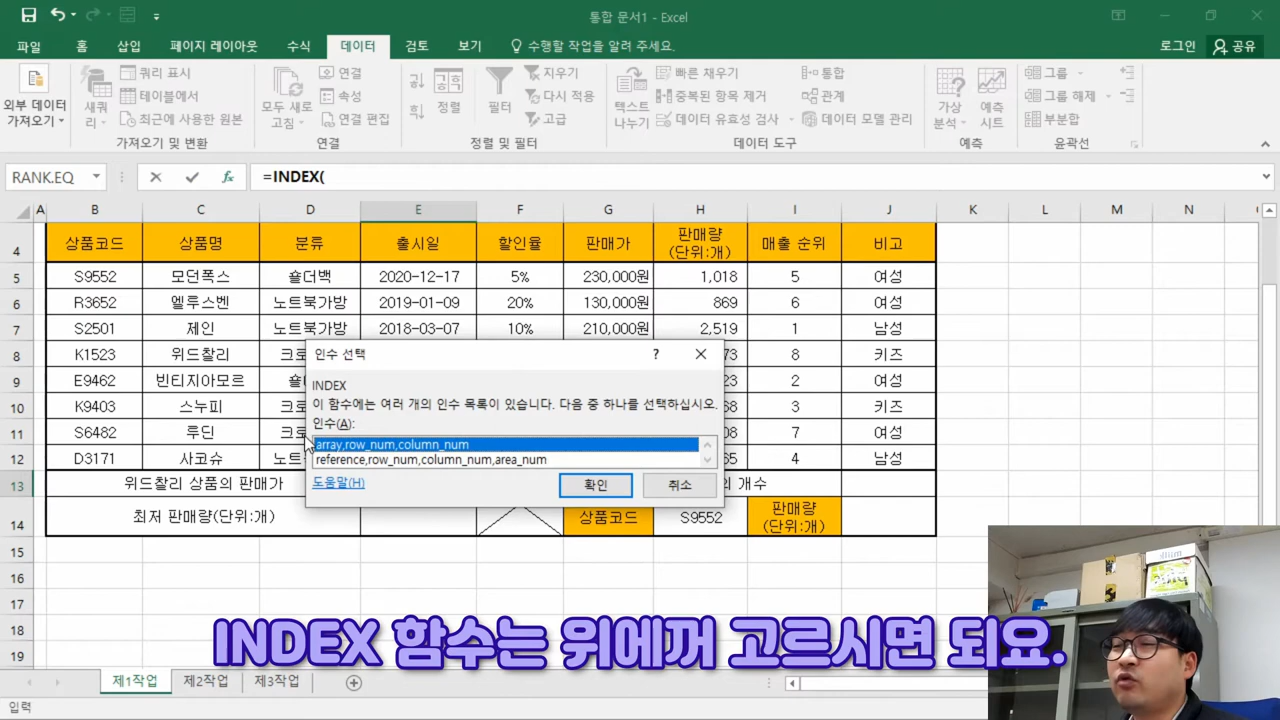 통합 문서1 - Excel
파일 홈 삽입 페이지 레이아웃 수식 데이터 검토 보기 수행할 작업을 알려 주세요. 로그인 공유
외부 데이터 가져오기
새로 고리
쿼리 표시
테이블에서
최근에 사용한 원본
가져오기 및 변환
모두 새로 고침
연결
속성
연결 편집
연결
정렬
필터
지우기
다시 적용
고급
정렬 및 필터
텍스트 나누기
빠른 채우기
중복된 항목 제거
데이터 유효성 검사
통합
관계
데이터 모델 관리
데이터 도구
가상 분석
예측 시트
예측
그룹
그룹 해제
부분합
윤곽선
RANK.EQ =INDEX(
A B C D E F G H I J K L M N
4 상품코드 상품명 분류 출시일 할인율 판매가 판매량 (단위:개) 매출 순위 비고
5 S9552 모던폭스 숄더백 2020-12-17 5% 230,000원 1,018 5 여성
6 R3652 엘루스벤 노트북가방 2019-01-09 20% 130,000원 869 6 여성
7 S2501 제인 노트북가방 2018-03-07 10% 210,000원 2,519 1 남성
8 K1523 위드찰리 크로 73 8 키즈
9 E9462 빈티지아모르 숄 23 2 여성
10 K9403 스누피 크로 68 3 키즈
11 S6482 루딘 크로 08 7 여성
12 D3171 사코슈 노트 65 4 남성
13 위드찰리 상품의 판매가 의 개수
14 최저 판매량(단위:개) 상품코드 S9552 판매량 (단위:개)
15
16
17
18
19
인수 선택 ?
INDEX
이 함수에는 여러 개의 인수 목록이 있습니다. 다음 중 하나를 선택하십시오.
인수(A):
array,row_num,column_num
reference,row_num,column_num,area_num
도움말(H) 확인 취소
INDEX 함수는 위에꺼 고르시면 되요.
제1작업 제2작업 제3작업
입력